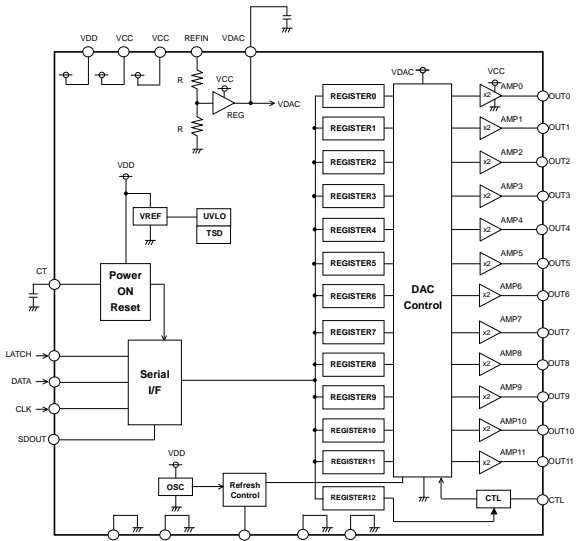 VDD VCC VCC REFIN VDAC
R
VCC
REG
VDAC
R
VDD
VREF UVLO
TSD
CT
Power
ON
Reset
LATCH
DATA
CLK
SDOUT
Serial
I/F
VDD
OSC
Refresh
Control
VDAC
DAC
Control
VCC
REGISTER0 x2 AMP0 OUT0
REGISTER1 x2 AMP1 OUT1
REGISTER2 x2 AMP2 OUT2
REGISTER3 x2 AMP3 OUT3
REGISTER4 x2 AMP4 OUT4
REGISTER5 x2 AMP5 OUT5
REGISTER6 x2 AMP6 OUT6
REGISTER7 x2 AMP7 OUT7
REGISTER8 x2 AMP8 OUT8
REGISTER9 x2 AMP9 OUT9
REGISTER10 x2 AMP10 OUT10
REGISTER11 x2 AMP11 OUT11
REGISTER12 CTL CTL